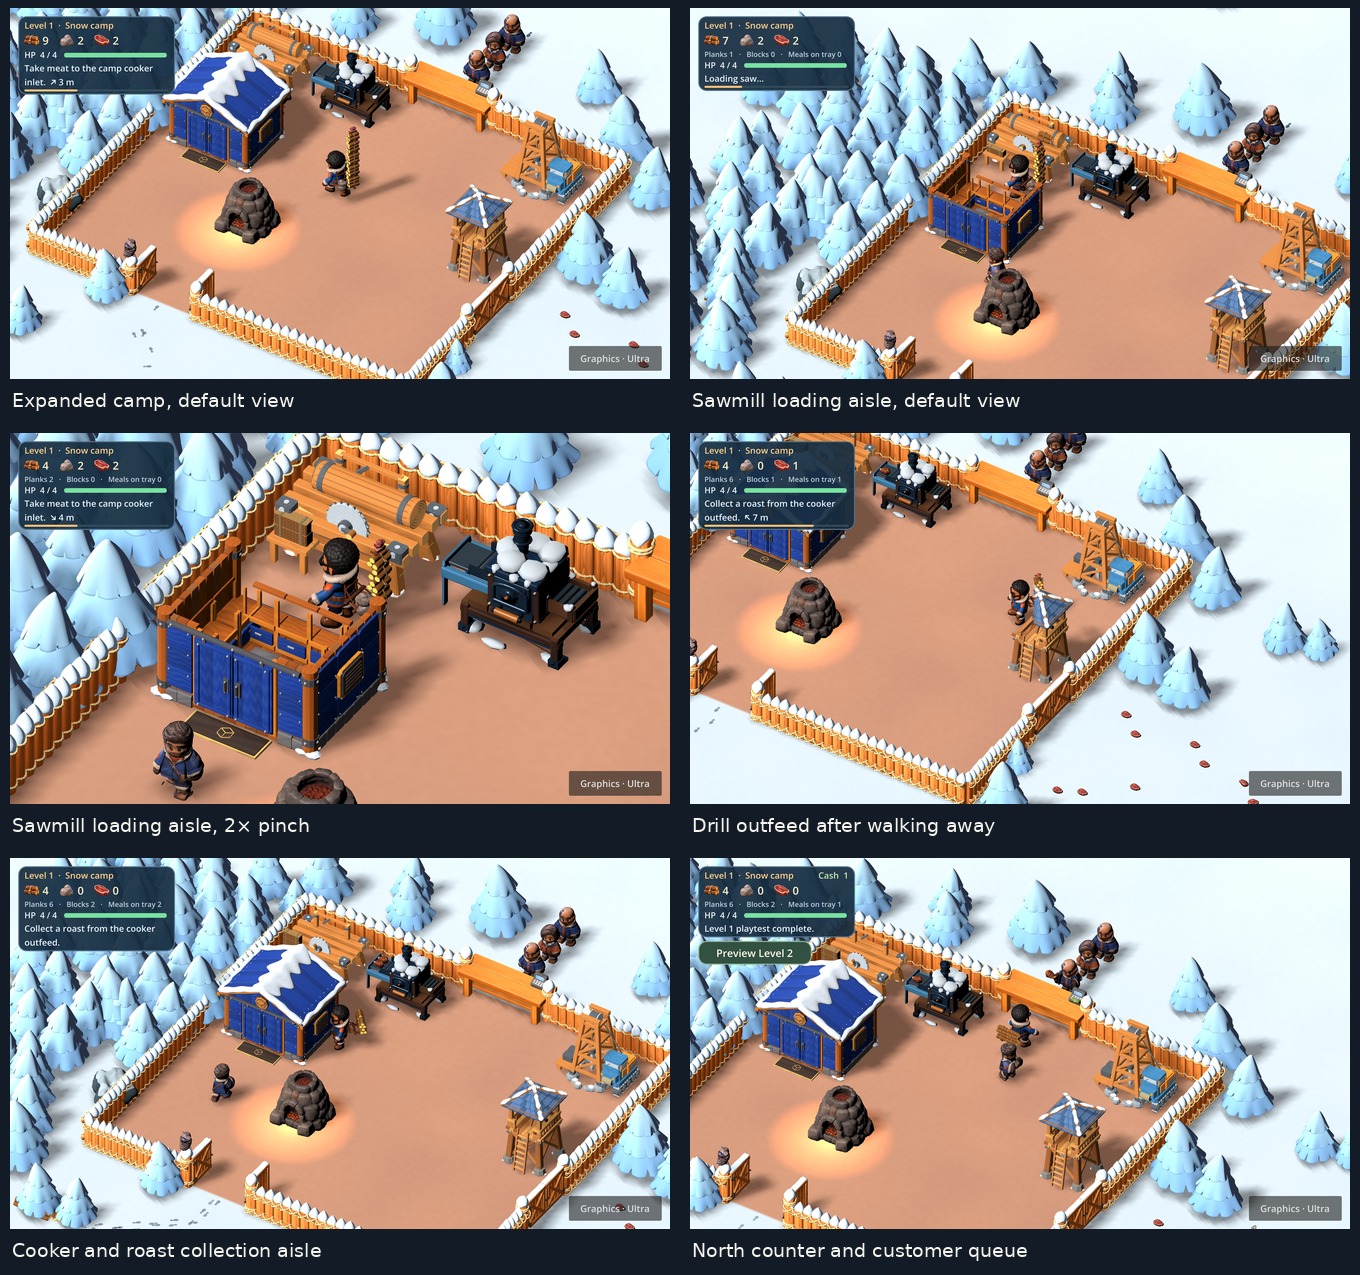 Level 1 · Snow camp
9 2 2
HP 4 / 4
Take meat to the camp cooker
inlet. ↗ 3 m
Graphics · Ultra
Expanded camp, default view
Level 1 · Snow camp
7 2 2
Planks 1 · Blocks 0 · Meals on tray 0
HP 4 / 4
Loading saw...
Graphics · Ultra
Sawmill loading aisle, default view
Level 1 · Snow camp
4 2 2
Planks 2 · Blocks 0 · Meals on tray 0
HP 4 / 4
Take meat to the camp cooker
inlet. ↘ 4 m
Graphics · Ultra
Sawmill loading aisle, 2× pinch
Level 1 · Snow camp
4 0 1
Planks 6 · Blocks 1 · Meals on tray 1
HP 4 / 4
Collect a roast from the cooker
outfeed. ↖ 7 m
Graphics · Ultra
Drill outfeed after walking away
Level 1 · Snow camp
4 0 0
Planks 6 · Blocks 2 · Meals on tray 2
HP 4 / 4
Collect a roast from the cooker
outfeed.
Graphics · Ultra
Cooker and roast collection aisle
Level 1 · Snow camp Cash 1
4 0 0
Planks 6 · Blocks 2 · Meals on tray 1
HP 4 / 4
Level 1 playtest complete.
Preview Level 2
Graphics · Ultra
North counter and customer queue